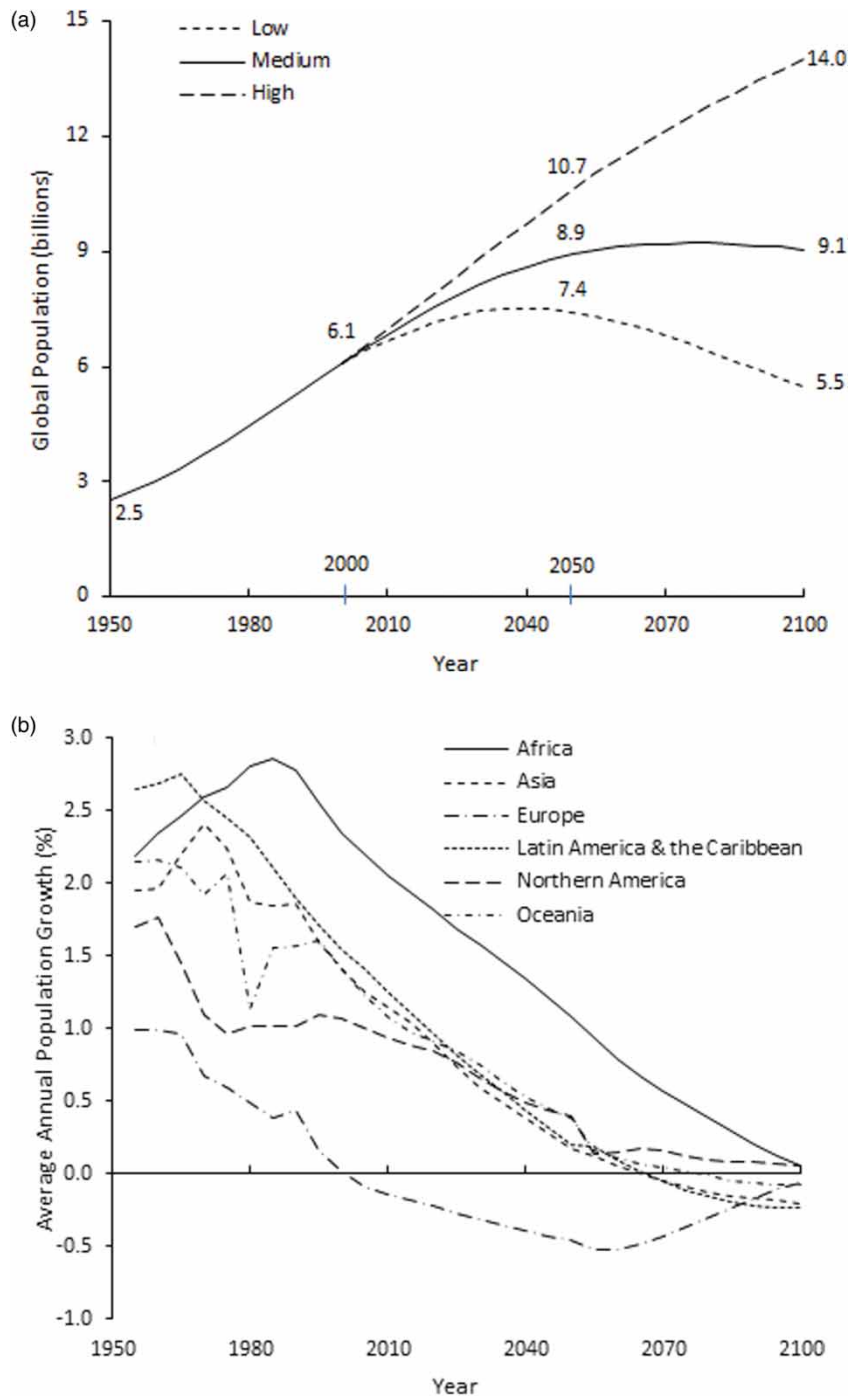 (a)
Low
Medium
High
15
12
9
6
3
0
Global Population (billions)
2.5
6.1
10.7
8.9
7.4
14.0
9.1
5.5
2000
2050
1950
1980
2010
2040
2070
2100
Year
(b)
Africa
Asia
Europe
Latin America & the Caribbean
Northern America
Oceania
3.0
2.5
2.0
1.5
1.0
0.5
0.0
-0.5
-1.0
Average Annual Population Growth (%)
1950
1980
2010
2040
2070
2100
Year